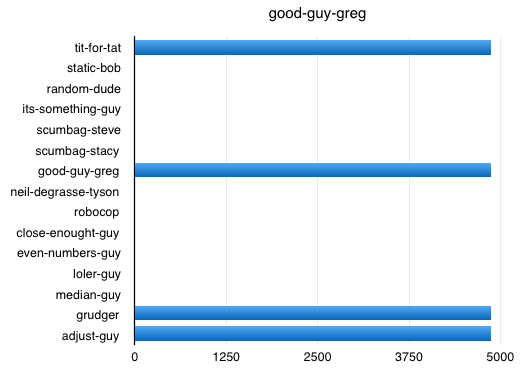 good-guy-greg
tit-for-tat
static-bob
random-dude
its-something-guy
scumbag-steve
scumbag-stacy
good-guy-greg
neil-degrasse-tyson
robocop
close-enought-guy
even-numbers-guy
loler-guy
median-guy
grudger
adjust-guy
0 1250 2500 3750 5000